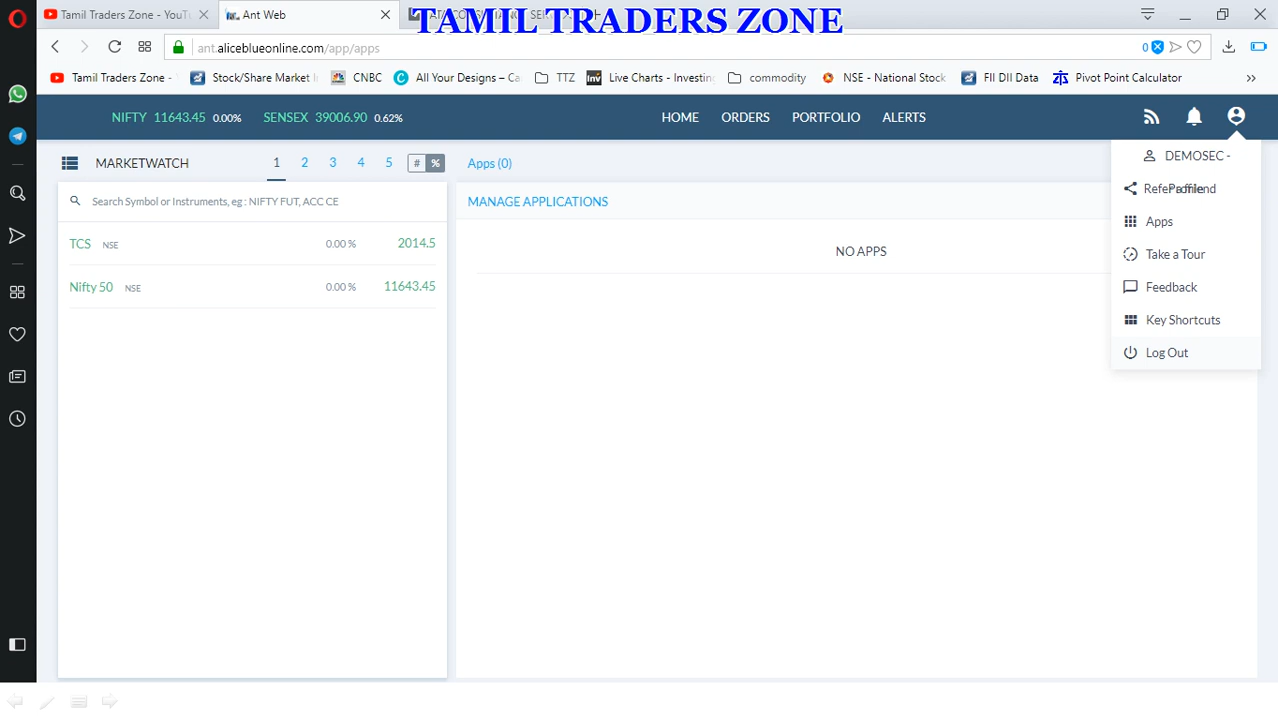 Tamil Traders Zone - YouTu
Ant Web
TAMIL TRADERS ZONE
ant.aliceblueonline.com/app/apps
0
Tamil Traders Zone -
Stock/Share Market I
CNBC
All Your Designs – Ca
TTZ
Inv
Live Charts - Investin
commodity
NSE - National Stock
FII DII Data
Pivot Point Calculator
»
NIFTY 11643.45 0.00%
SENSEX 39006.90 0.62%
HOME
ORDERS
PORTFOLIO
ALERTS
MARKETWATCH
1 2 3 4 5 # %
Apps (0)
DEMOSEC -
Profile
Refer a friend
Apps
Take a Tour
Feedback
Key Shortcuts
Log Out
Search Symbol or Instruments, eg : NIFTY FUT, ACC CE
MANAGE APPLICATIONS
TCS NSE 0.00 % 2014.5
NO APPS
Nifty 50 NSE 0.00 % 11643.45